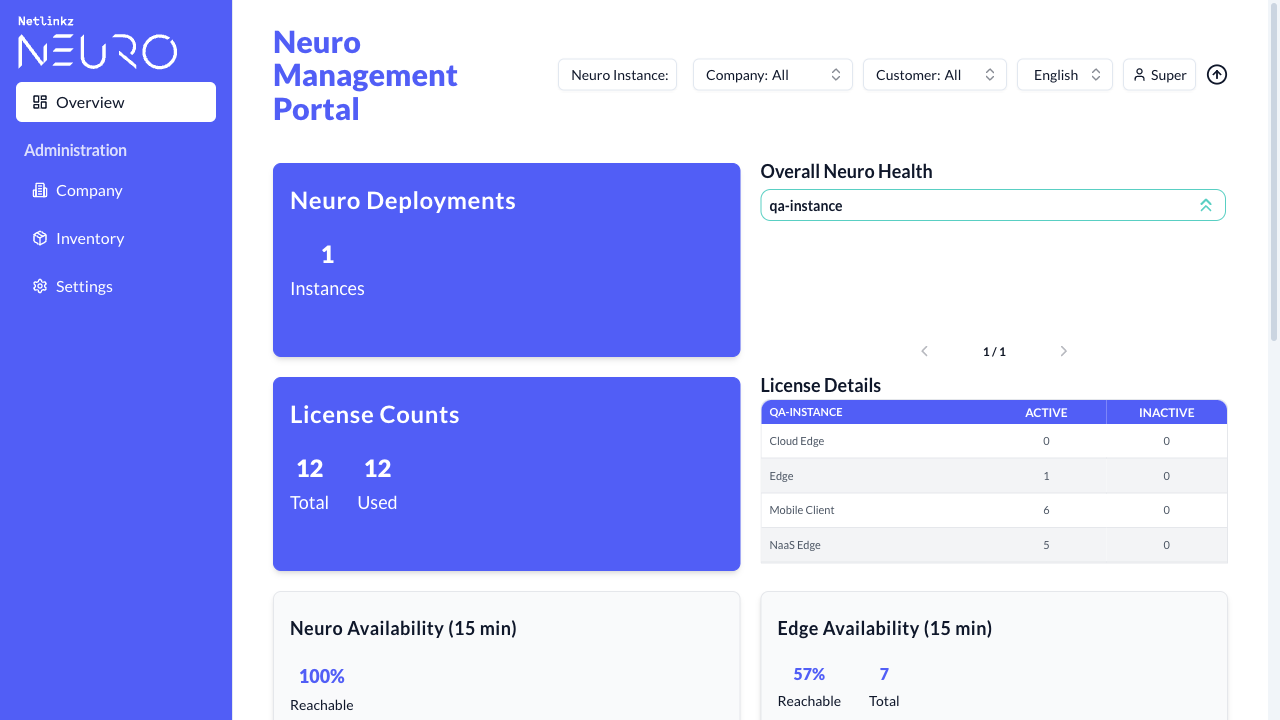 Netlinkz
NEURO
Overview
Administration
Company
Inventory
Settings
Neuro
Management
Portal
Neuro Instance:
Company: All
Customer: All
English
Super
Neuro Deployments
1
Instances
Overall Neuro Health
qa-instance
1 / 1
License Counts
12 12
Total Used
License Details
QA-INSTANCE ACTIVE INACTIVE
Cloud Edge 0 0
Edge 1 0
Mobile Client 6 0
NaaS Edge 5 0
Neuro Availability (15 min)
100%
Reachable
Edge Availability (15 min)
57% 7
Reachable Total